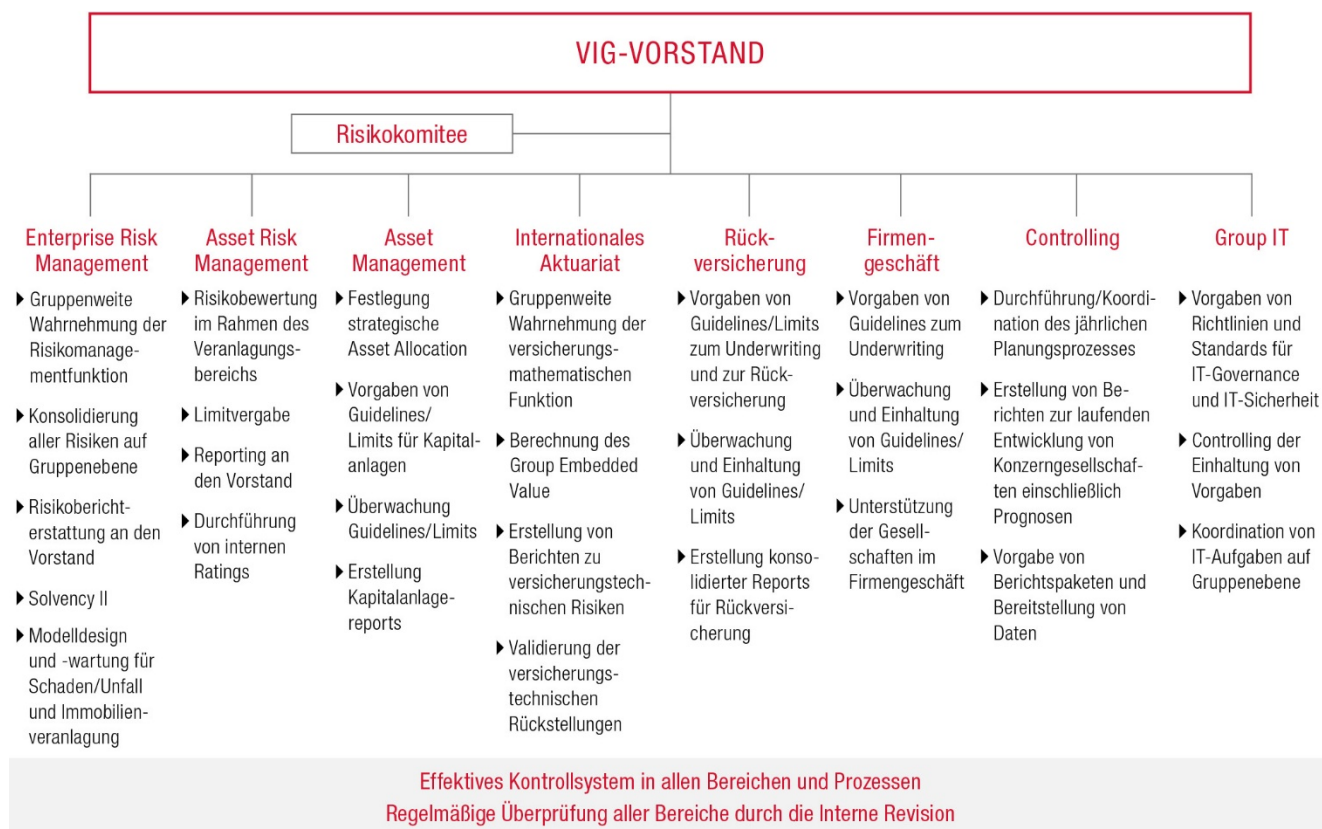 VIG-VORSTAND
Risikokomitee
Enterprise Risk
Management
▶ Gruppenweite
Wahrnehmung der
Risikomanage-
mentfunktion
▶ Konsolidierung
aller Risiken auf
Gruppenebene
▶ Risikobericht-
erstattung an den
Vorstand
▶ Solvency II
▶ Modelldesign
und -wartung für
Schaden/Unfall
und Immobilien-
veranlagung
Asset Risk
Management
▶ Risikobewertung
im Rahmen des
Veranlagungs-
bereichs
▶ Limitvergabe
▶ Reporting an
den Vorstand
▶ Durchführung
von internen
Ratings
Asset
Management
▶ Festlegung
strategische
Asset Allocation
▶ Vorgaben von
Guidelines/
Limits für Kapital-
anlagen
▶ Überwachung
Guidelines/Limits
▶ Erstellung
Kapitalanlage-
reports
Internationales
Aktuariat
▶ Gruppenweite
Wahrnehmung der
versicherungs-
mathematischen
Funktion
▶ Berechnung des
Group Embedded
Value
▶ Erstellung von
Berichten zu
versicherungstech-
nischen Risiken
▶ Validierung der
versicherungs-
technischen
Rückstellungen
Rück-
versicherung
▶ Vorgaben von
Guidelines/Limits
zum Underwriting
und zur Rück-
versicherung
▶ Überwachung
und Einhaltung
von Guidelines/
Limits
▶ Erstellung konso-
lidierter Reports
für Rückversi-
cherung
Firmen-
geschäft
▶ Vorgaben von
Guidelines zum
Underwriting
▶ Überwachung
und Einhaltung
von Guidelines/
Limits
▶ Unterstützung
der Gesell-
schaften im
Firmengeschäft
Controlling
▶ Durchführung/Koordi-
nation des jährlichen
Planungsprozesses
▶ Erstellung von Be-
richten zur laufenden
Entwicklung von
Konzerngesellschaf-
ten einschließlich
Prognosen
▶ Vorgabe von
Berichtspaketen und
Bereitstellung von
Daten
Group IT
▶ Vorgaben von
Richtlinien und
Standards für
IT-Governance
und IT-Sicherheit
▶ Controlling der
Einhaltung von
Vorgaben
▶ Koordination von
IT-Aufgaben auf
Gruppenebene
Effektives Kontrollsystem in allen Bereichen und Prozessen
Regelmäßige Überprüfung aller Bereiche durch die Interne Revision